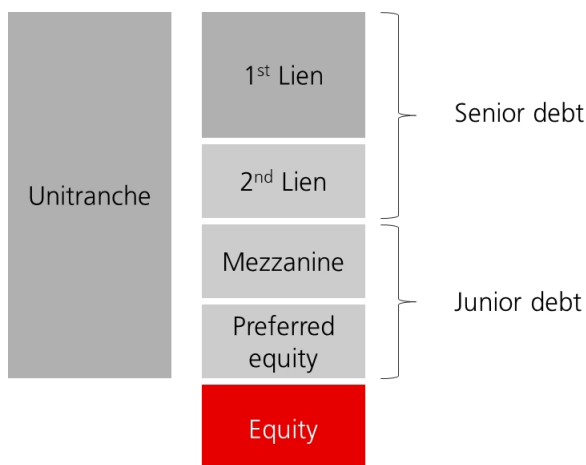 Unitranche
1st Lien
2nd Lien
Mezzanine
Preferred
equity
Equity
Senior debt
Junior debt